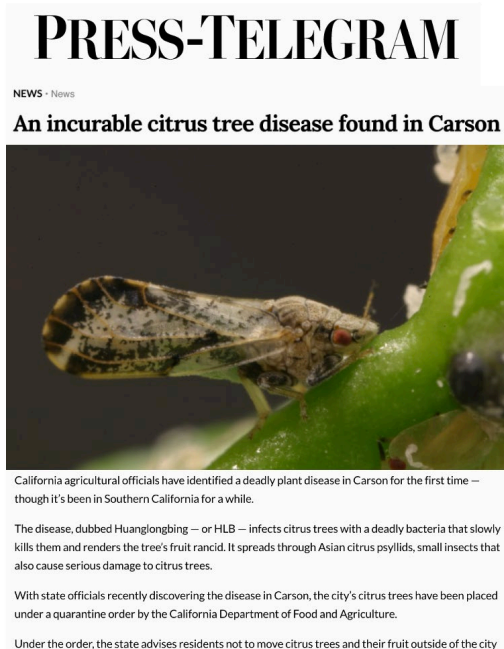 PRESS-TELEGRAM
NEWS • News
An incurable citrus tree disease found in Carson
California agricultural officials have identified a deadly plant disease in Carson for the first time —
though it's been in Southern California for a while.
The disease, dubbed Huanglongbing — or HLB — infects citrus trees with a deadly bacteria that slowly
kills them and renders the tree's fruit rancid. It spreads through Asian citrus psyllids, small insects that
also cause serious damage to citrus trees.
With state officials recently discovering the disease in Carson, the city's citrus trees have been placed
under a quarantine order by the California Department of Food and Agriculture.
Under the order, the state advises residents not to move citrus trees and their fruit outside of the city